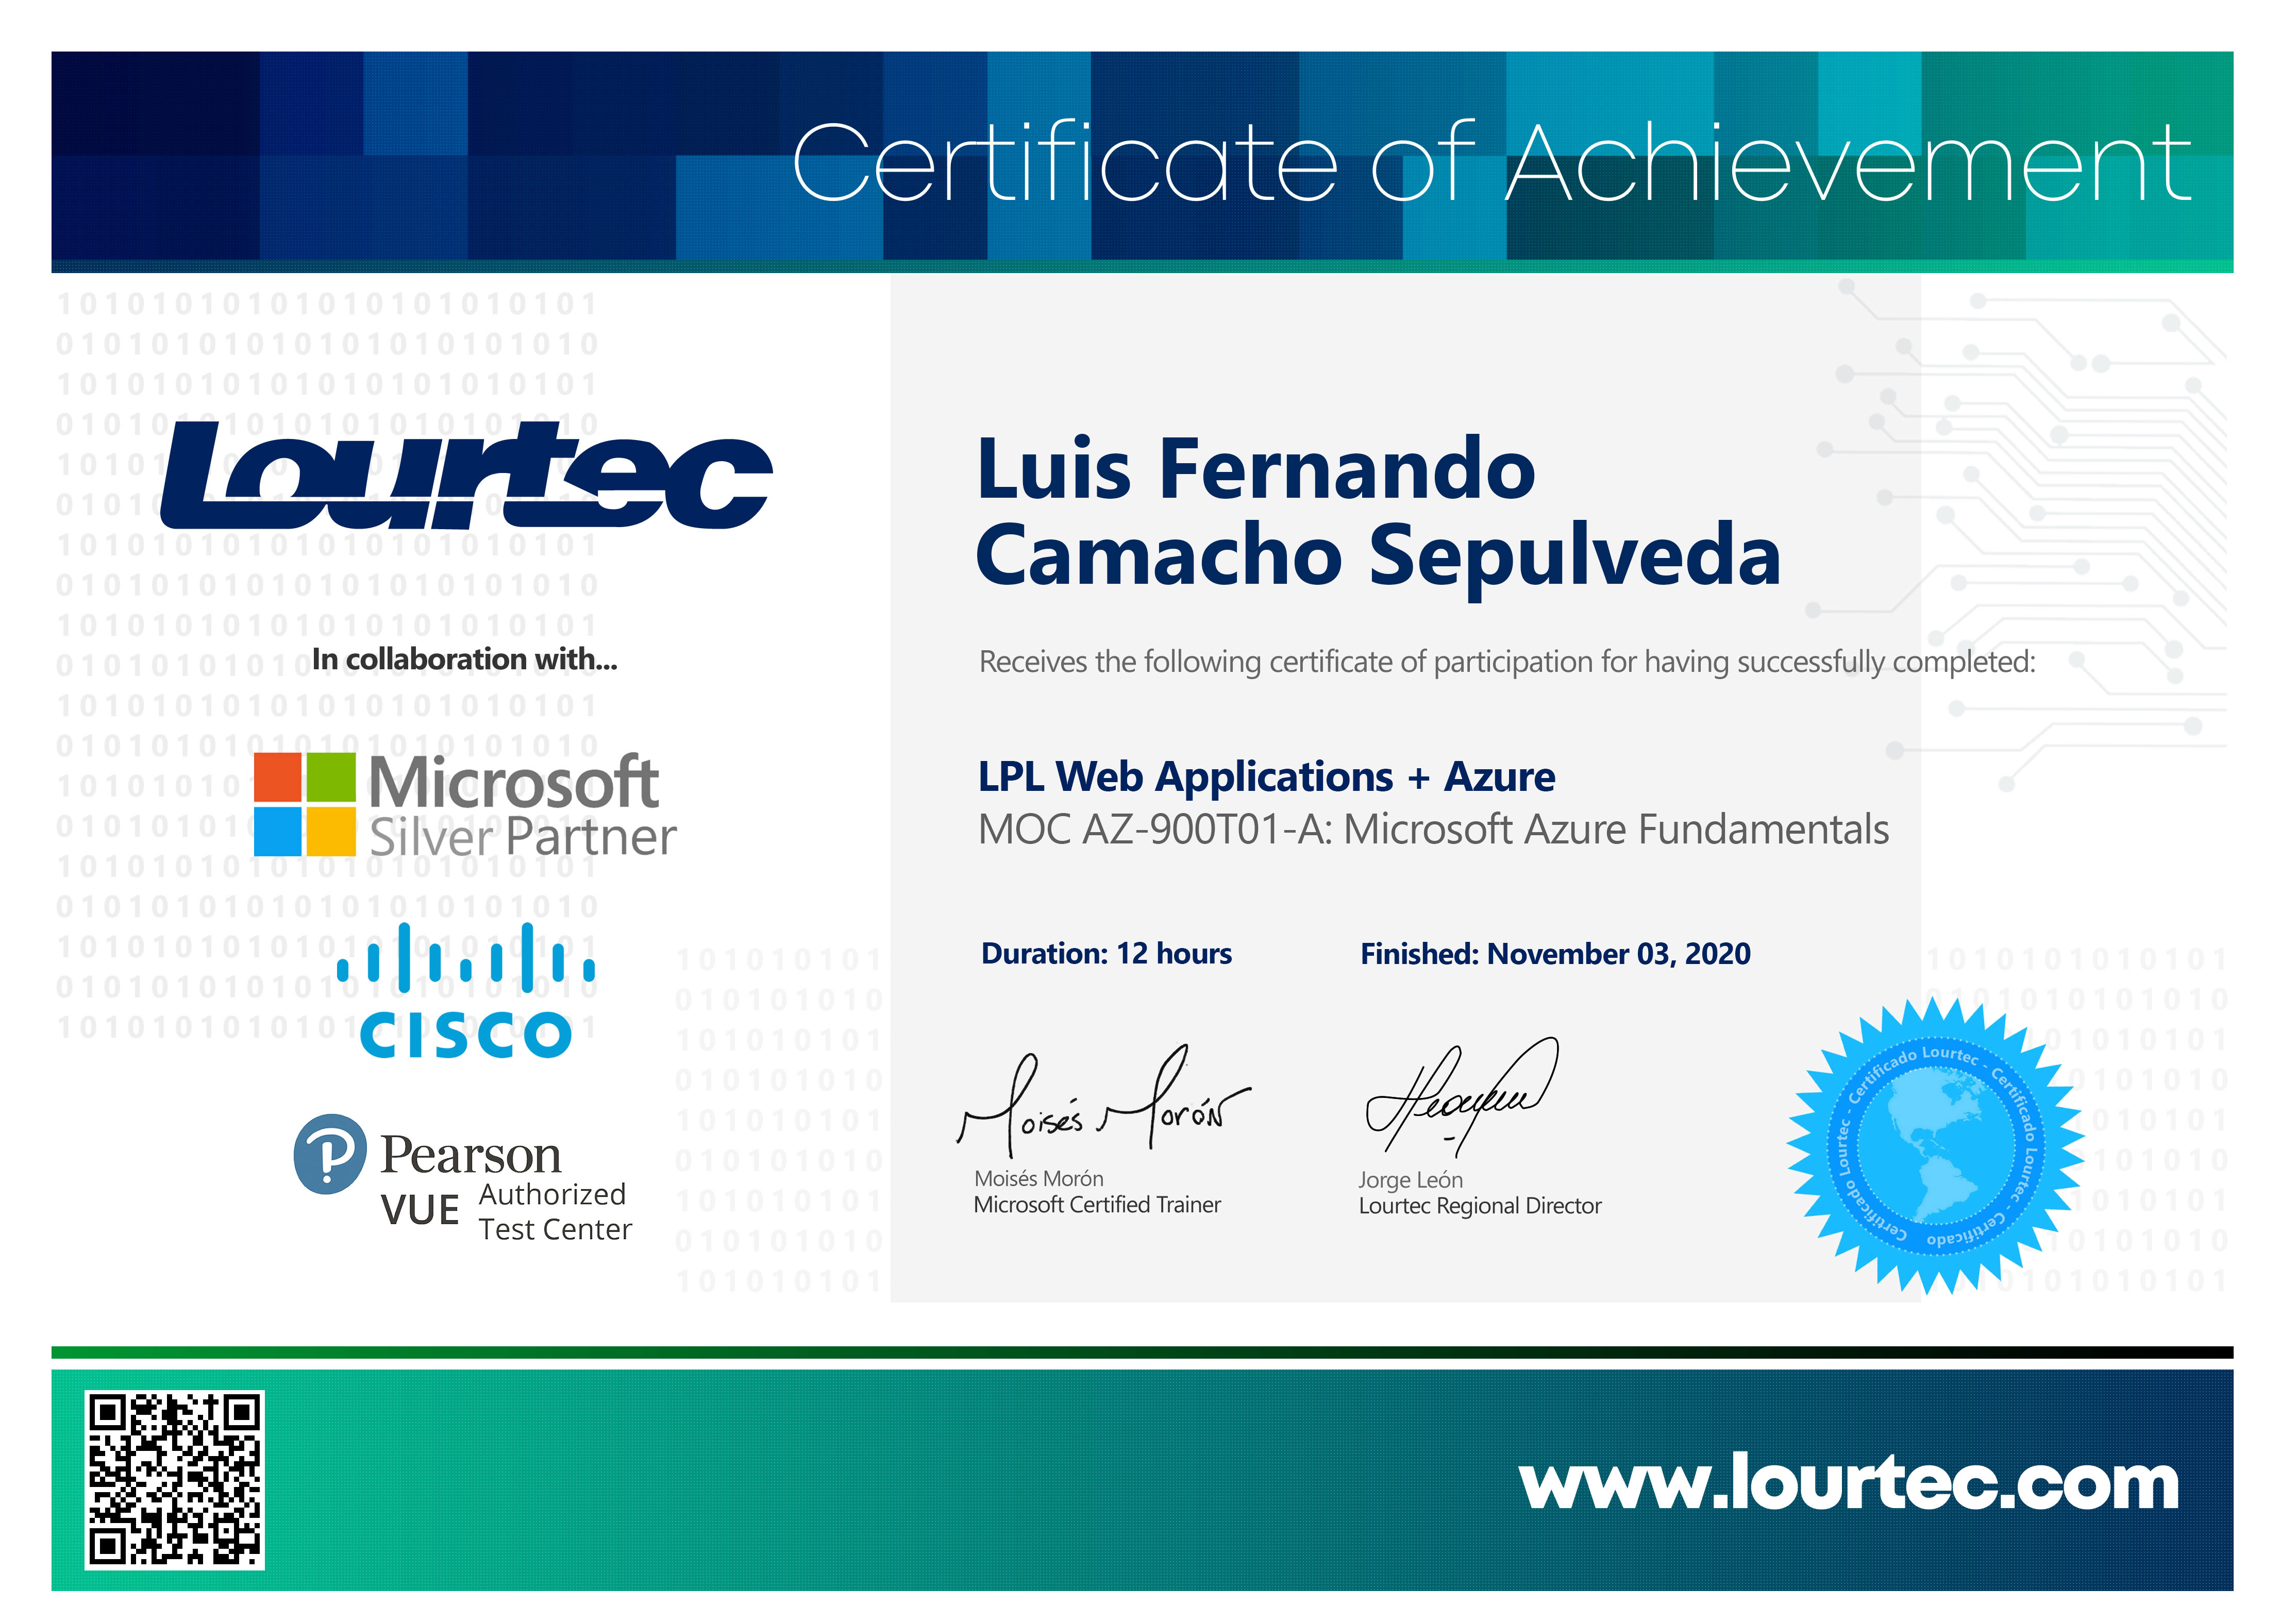 Certificate of Achievement
Lourtec
In collaboration with...
Microsoft
Silver Partner
CISCO
Pearson
VUE Authorized
Test Center
Luis Fernando
Camacho Sepulveda
Receives the following certificate of participation for having successfully completed:
LPL Web Applications + Azure
MOC AZ-900T01-A: Microsoft Azure Fundamentals
Duration: 12 hours
Finished: November 03, 2020
Moisés Morón
Moisés Morón
Microsoft Certified Trainer
Jorge León
Lourtec Regional Director
Certificado Lourtec - Certificado Lourtec - Certificado Lourtec - Certificado
www.lourtec.com